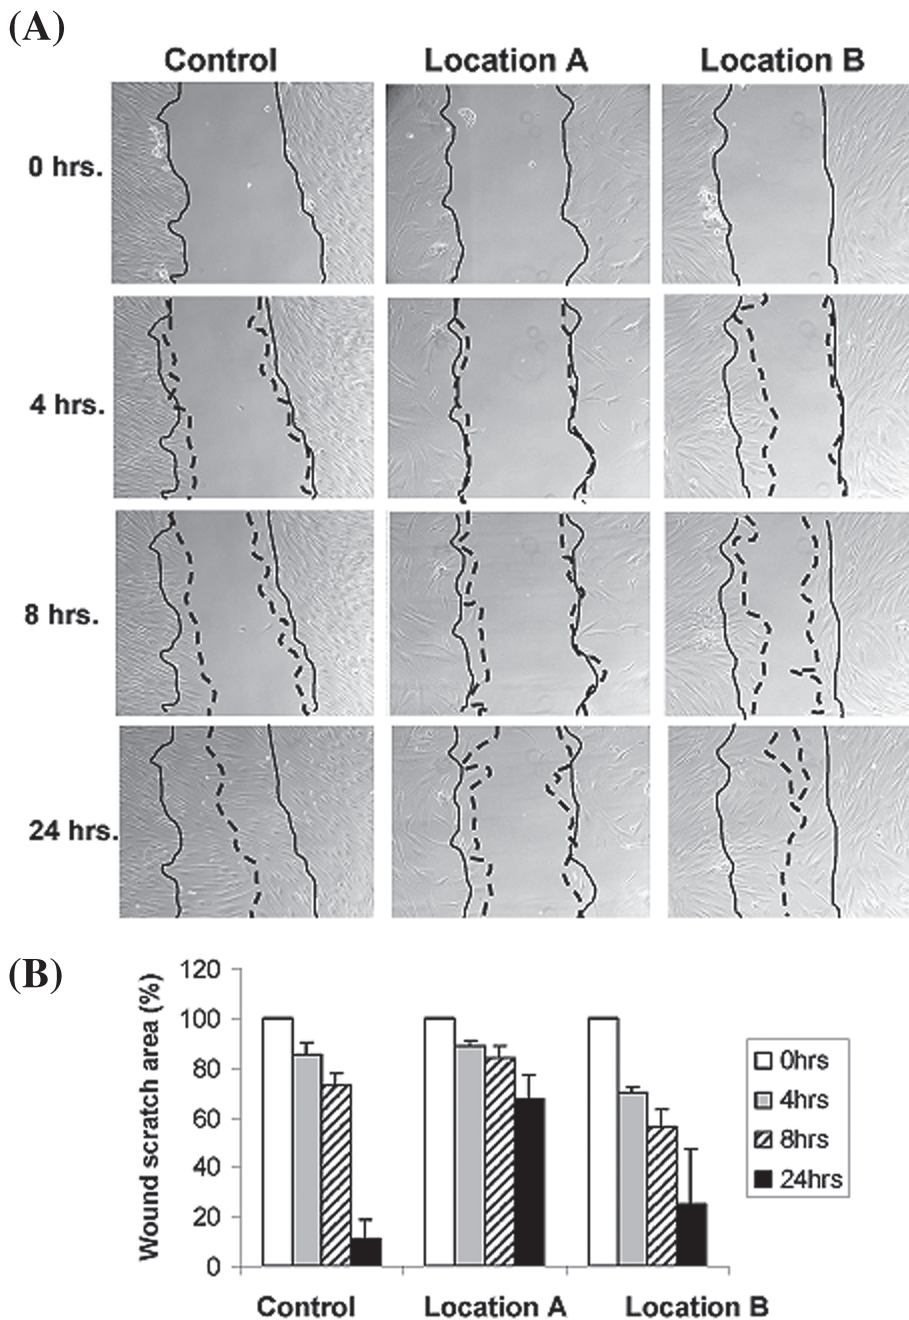 (A)
Control Location A Location B
0 hrs.
4 hrs.
8 hrs.
24 hrs.
(B)
Wound scratch area (%)
120
100
80
60
40
20
0
Control Location A Location B
0hrs
4hrs
8hrs
24hrs